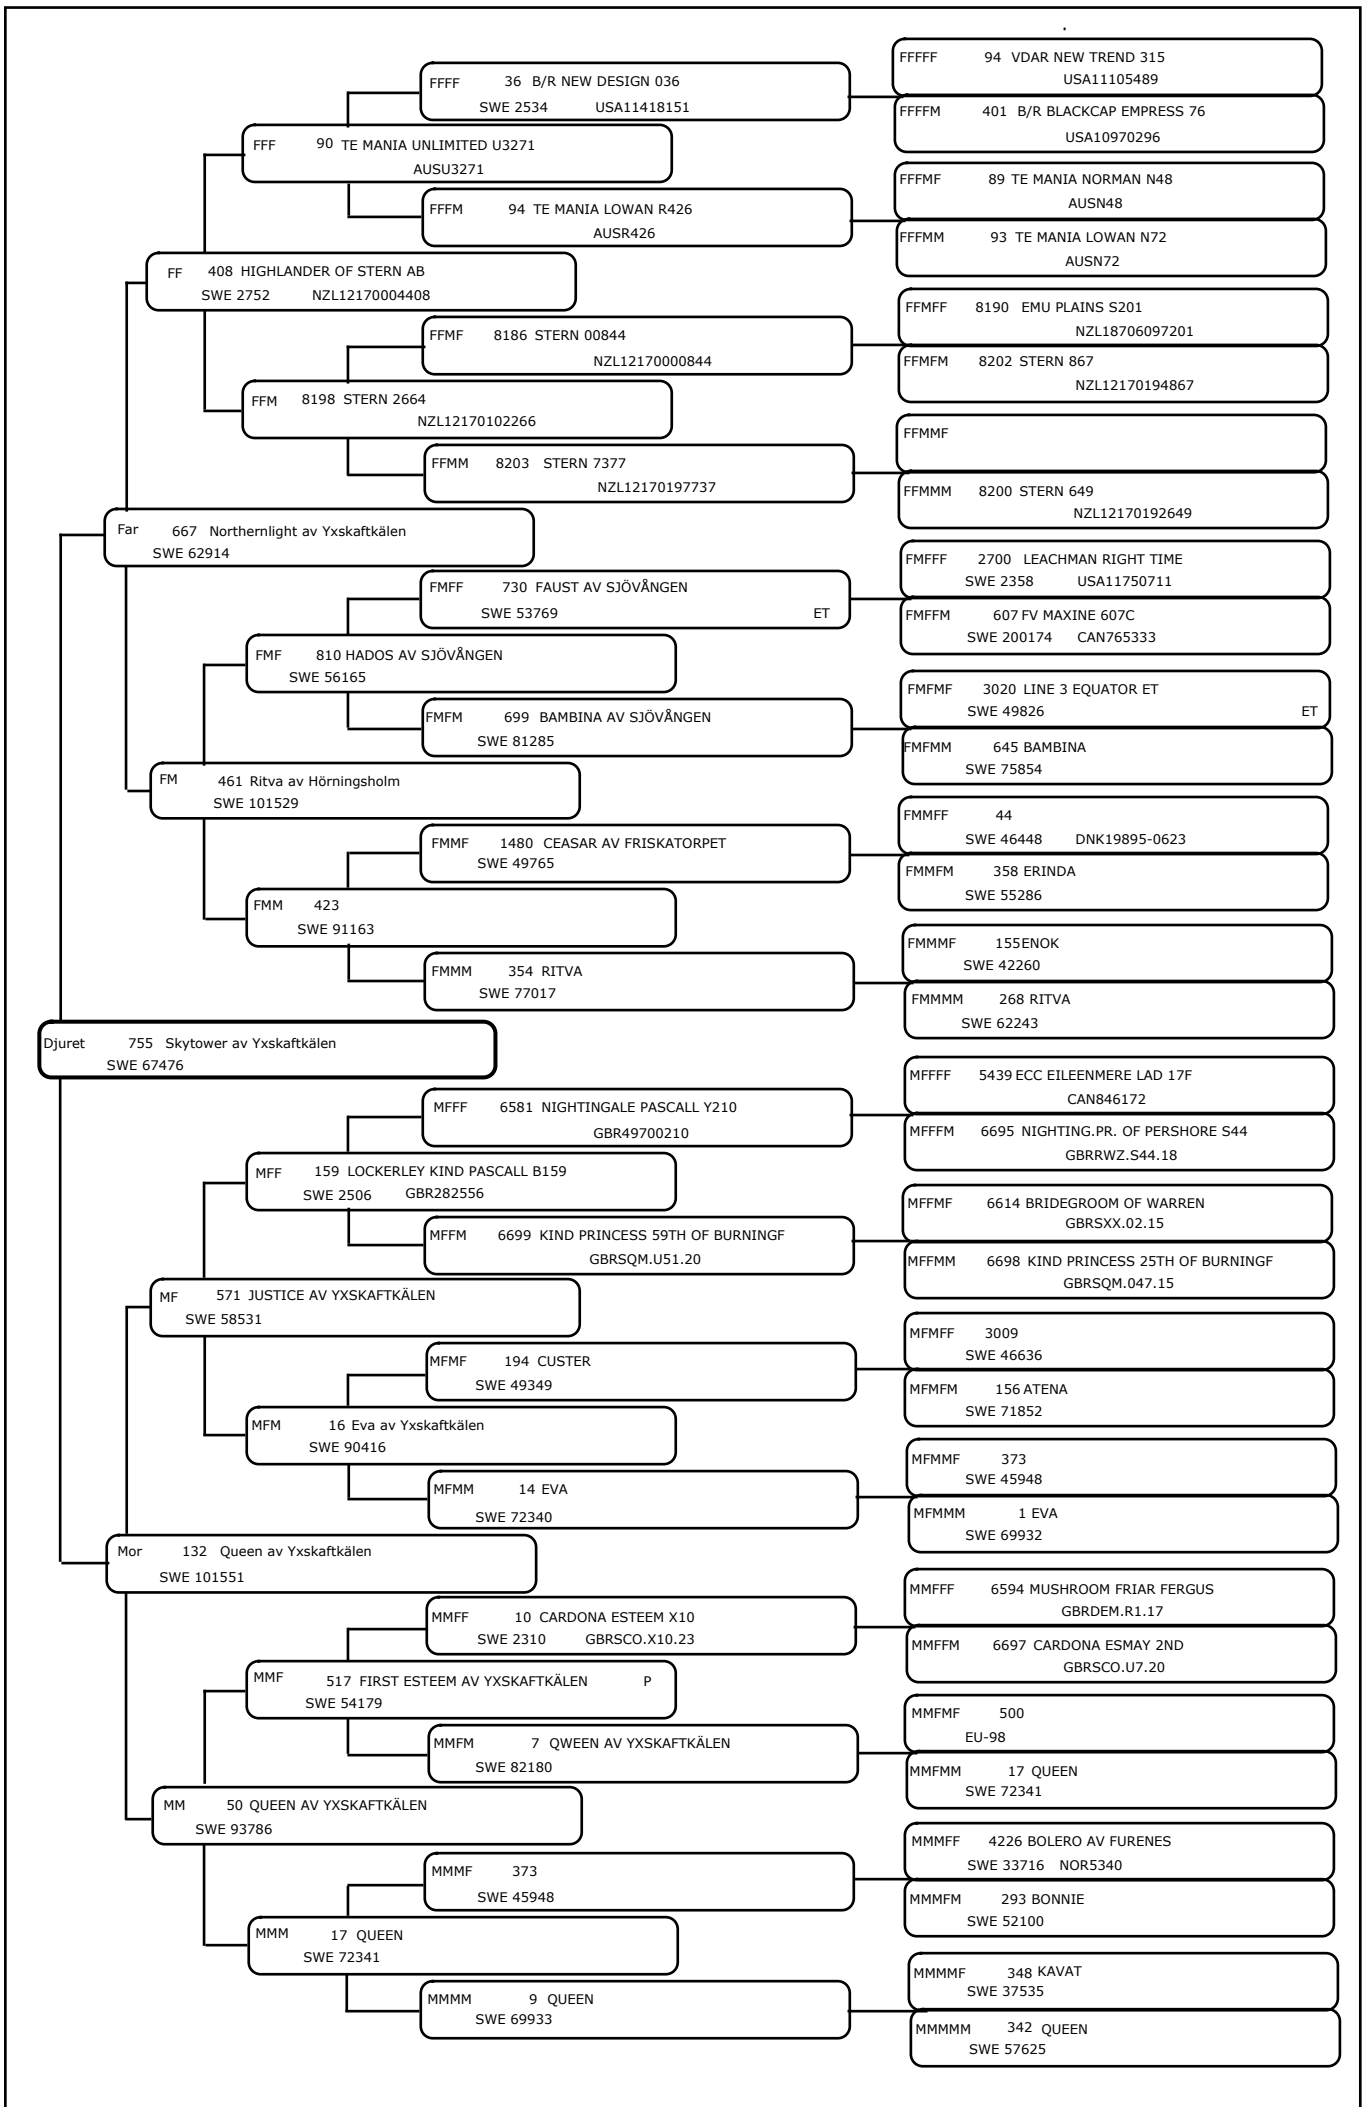 FFFFF 94 VDAR NEW TREND 315
USA11105489
FFFF 36 B/R NEW DESIGN 036
SWE 2534 USA11418151
FFFFM 401 B/R BLACKCAP EMPRESS 76
USA10970296
FFF 90 TE MANIA UNLIMITED U3271
AUSU3271
FFFMF 89 TE MANIA NORMAN N48
AUSN48
FFFM 94 TE MANIA LOWAN R426
AUSR426
FFFMM 93 TE MANIA LOWAN N72
AUSN72
FF 408 HIGHLANDER OF STERN AB
SWE 2752 NZL12170004408
FFMFF 8190 EMU PLAINS S201
NZL18706097201
FFMF 8186 STERN 00844
NZL12170000844
FFMFM 8202 STERN 867
NZL12170194867
FFM 8198 STERN 2664
NZL12170102266
FFMMF
FFMM 8203 STERN 7377
NZL12170197737
FFMMM 8200 STERN 649
NZL12170192649
Far 667 Northernlight av Yxskaftkälen
SWE 62914
FMFFF 2700 LEACHMAN RIGHT TIME
SWE 2358 USA11750711
FMFF 730 FAUST AV SJÖVÅNGEN
SWE 53769 ET
FMFFM 607 FV MAXINE 607C
SWE 200174 CAN765333
FMF 810 HADOS AV SJÖVÅNGEN
SWE 56165
FMFMF 3020 LINE 3 EQUATOR ET
SWE 49826 ET
FMFM 699 BAMBINA AV SJÖVÅNGEN
SWE 81285
FMFMM 645 BAMBINA
SWE 75854
FM 461 Ritva av Hörningsholm
SWE 101529
FMMFF 44
SWE 46448 DNK19895-0623
FMMF 1480 CEASAR AV FRISKATORPET
SWE 49765
FMMFM 358 ERINDA
SWE 55286
FMM 423
SWE 91163
FMMMF 155 ENOK
SWE 42260
FMMM 354 RITVA
SWE 77017
FMMMM 268 RITVA
SWE 62243
Djuret 755 Skytower av Yxskaftkälen
SWE 67476
MFFFF 5439 ECC EILEENMERE LAD 17F
CAN846172
MFFF 6581 NIGHTINGALE PASCALL Y210
GBR49700210
MFFFM 6695 NIGHTING.PR. OF PERSHORE S44
GBRRWZ.S44.18
MFF 159 LOCKERLEY KIND PASCALL B159
SWE 2506 GBR282556
MFFMF 6614 BRIDEGROOM OF WARREN
GBRSXX.02.15
MFFM 6699 KIND PRINCESS 59TH OF BURNINGF
GBRSQM.U51.20
MFFMM 6698 KIND PRINCESS 25TH OF BURNINGF
GBRSQM.047.15
MF 571 JUSTICE AV YXSKAFTKÄLEN
SWE 58531
MFMFF 3009
SWE 46636
MFMF 194 CUSTER
SWE 49349
MFMFM 156 ATENA
SWE 71852
MFM 16 Eva av Yxskaftkälen
SWE 90416
MFMMF 373
SWE 45948
MFMM 14 EVA
SWE 72340
MFMMM 1 EVA
SWE 69932
Mor 132 Queen av Yxskaftkälen
SWE 101551
MMFFF 6594 MUSHROOM FRIAR FERGUS
GBRDEM.R1.17
MMFF 10 CARDONA ESTEEM X10
SWE 2310 GBRSCO.X10.23
MMFFM 6697 CARDONA ESMAY 2ND
GBRSCO.U7.20
MMF 517 FIRST ESTEEM AV YXSKAFTKÄLEN P
SWE 54179
MMFMF 500
EU-98
MMFM 7 QWEEN AV YXSKAFTKÄLEN
SWE 82180
MMFMM 17 QUEEN
SWE 72341
MM 50 QUEEN AV YXSKAFTKÄLEN
SWE 93786
MMMFF 4226 BOLERO AV FURENES
SWE 33716 NOR5340
MMMF 373
SWE 45948
MMMFM 293 BONNIE
SWE 52100
MMM 17 QUEEN
SWE 72341
MMMMF 348 KAVAT
SWE 37535
MMMM 9 QUEEN
SWE 69933
MMMMM 342 QUEEN
SWE 57625